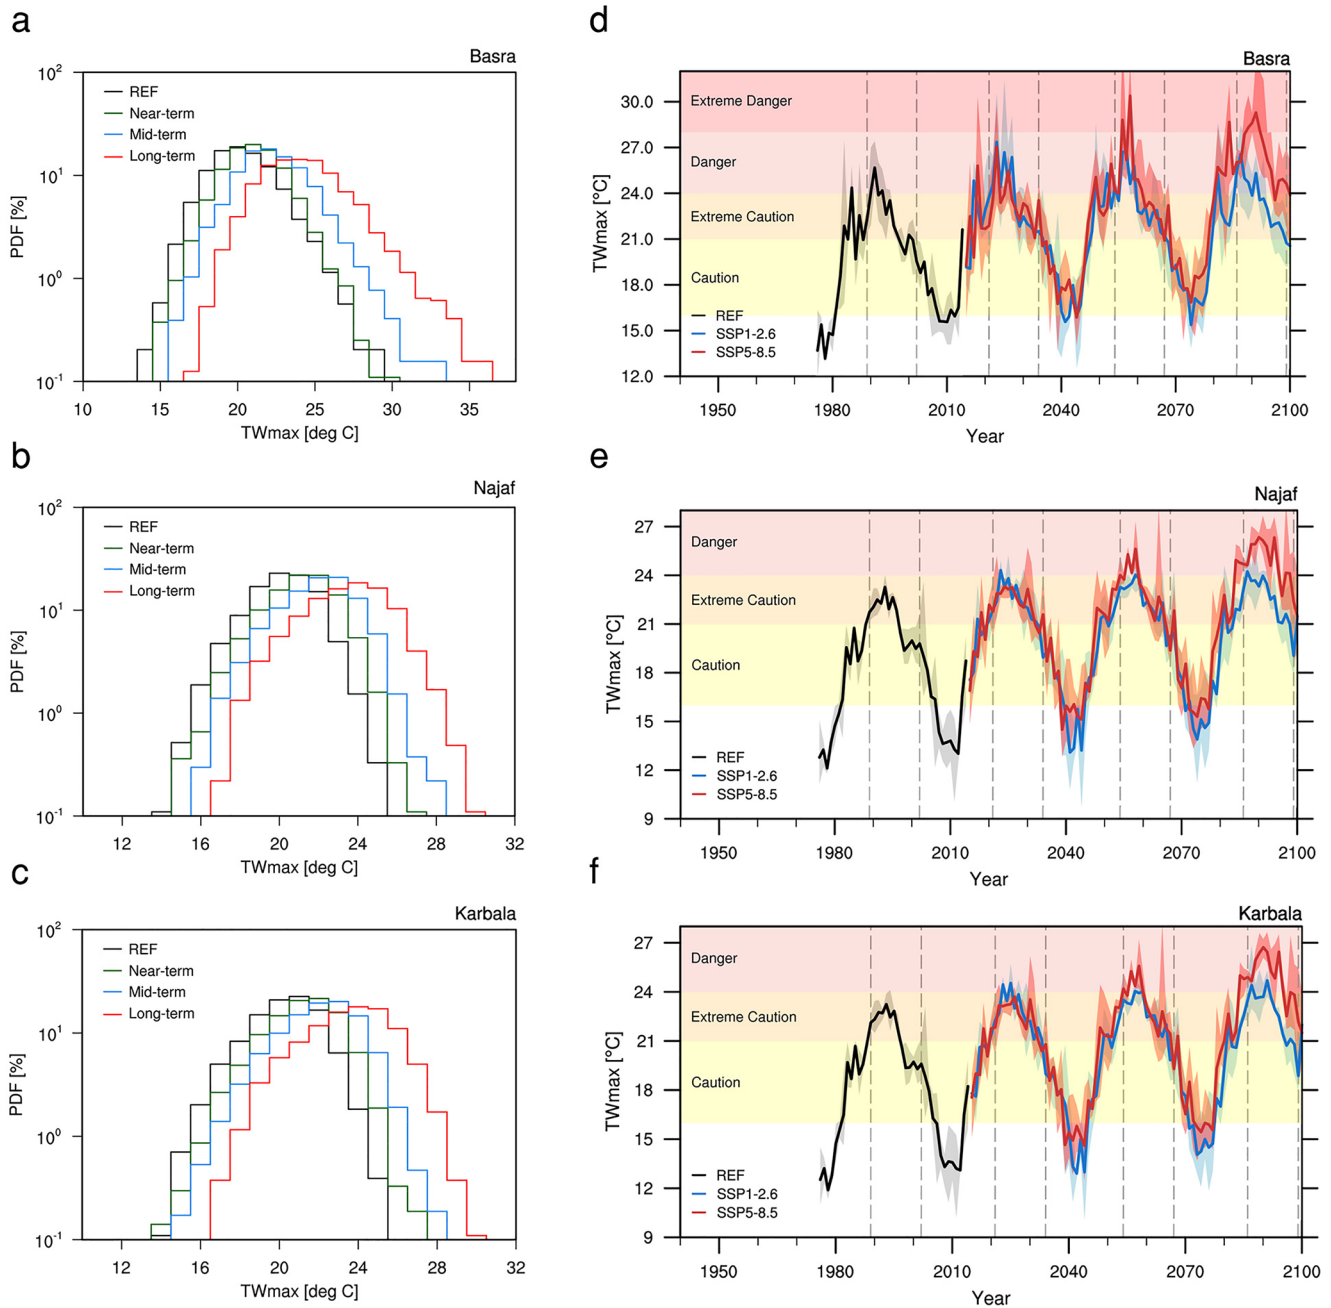 a
Basra
10²
REF
Near-term
Mid-term
Long-term
10¹
PDF [%]
10⁰
10⁻¹
10 15 20 25 30 35
TWmax [deg C]
b
Najaf
10²
REF
Near-term
Mid-term
Long-term
10¹
PDF [%]
10⁰
10⁻¹
12 16 20 24 28 32
TWmax [deg C]
c
Karbala
10²
REF
Near-term
Mid-term
Long-term
10¹
PDF [%]
10⁰
10⁻¹
12 16 20 24 28 32
TWmax [deg C]
d
Basra
30.0
27.0
24.0
21.0
18.0
15.0
12.0
TWmax [°C]
Extreme Danger
Danger
Extreme Caution
Caution
REF
SSP1-2.6
SSP5-8.5
1950 1980 2010 2040 2070 2100
Year
e
Najaf
27
24
21
18
15
12
9
TWmax [°C]
Danger
Extreme Caution
Caution
REF
SSP1-2.6
SSP5-8.5
1950 1980 2010 2040 2070 2100
Year
f
Karbala
27
24
21
18
15
12
9
TWmax [°C]
Danger
Extreme Caution
Caution
REF
SSP1-2.6
SSP5-8.5
1950 1980 2010 2040 2070 2100
Year